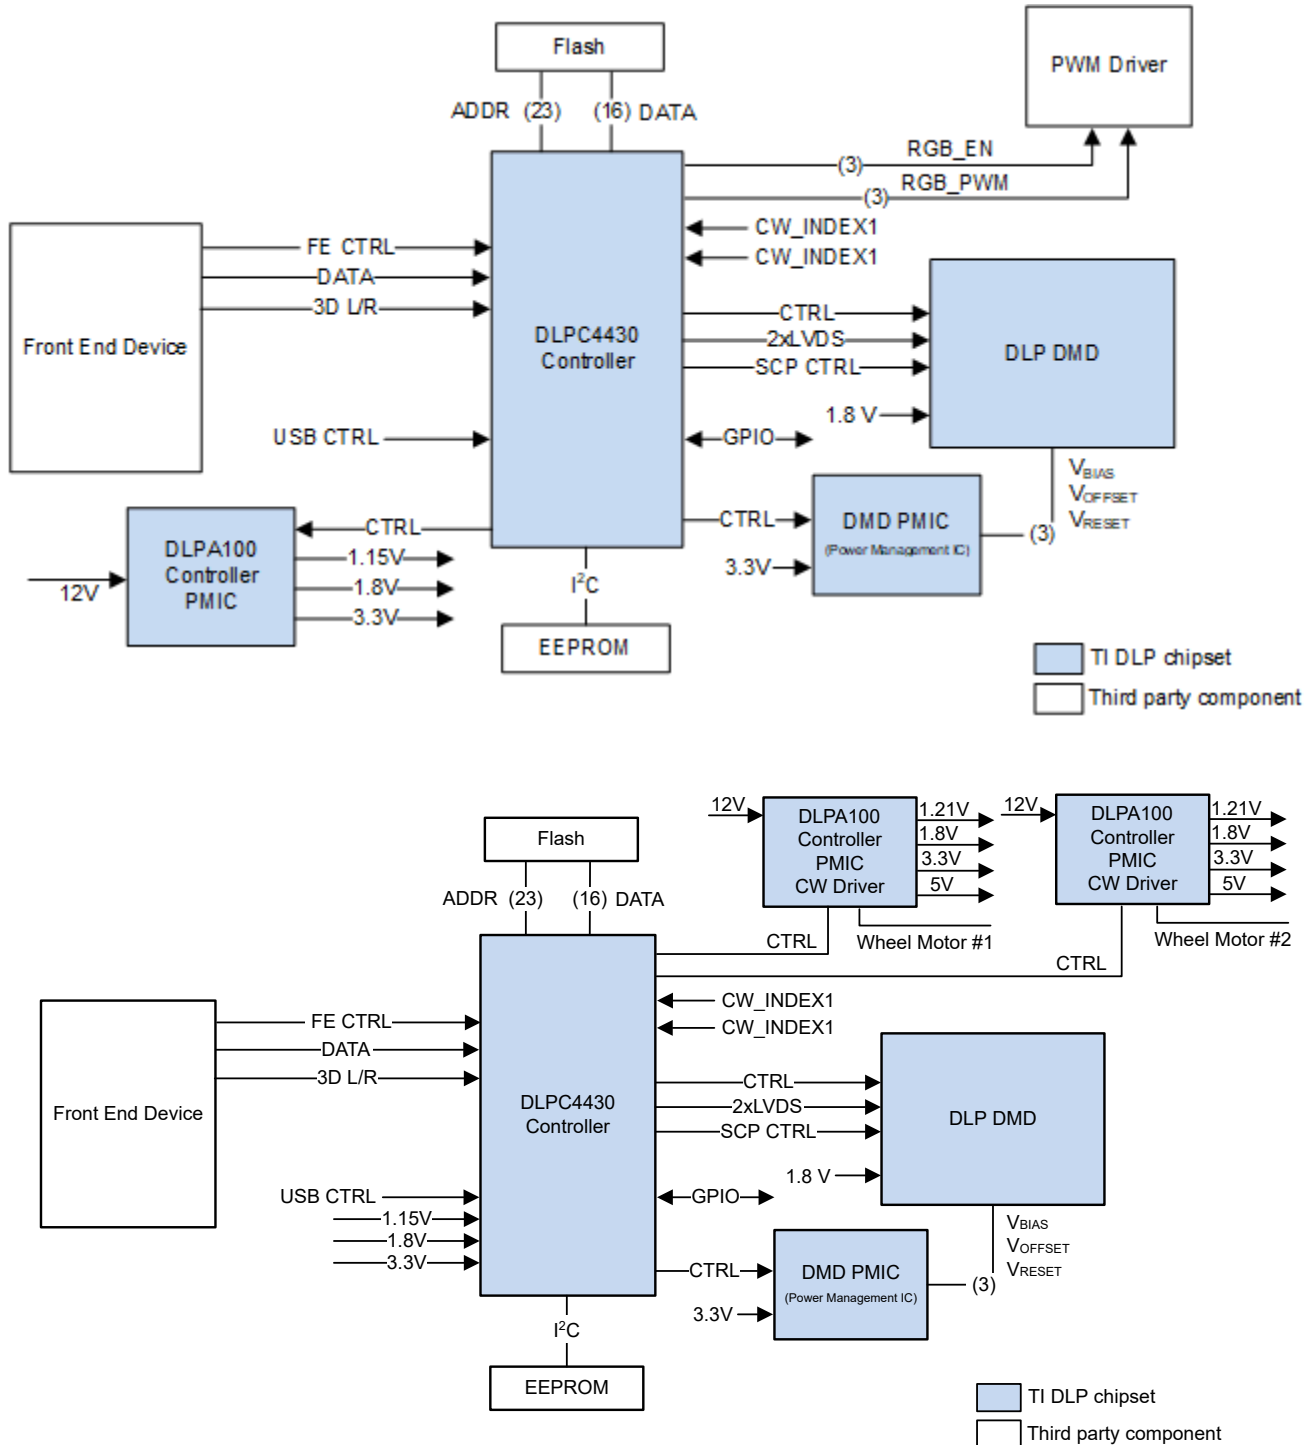 Flash
PWM Driver
ADDR (23) (16) DATA
RGB_EN
(3)
RGB_PWM
(3)
CW_INDEX1
FE CTRL
CW_INDEX1
DATA
3D L/R
CTRL
DLPC4430
Controller
2xLVDS
Front End Device
DLP DMD
SCP CTRL
1.8 V
USB CTRL
GPIO
VBIAS
VOFFSET
VRESET
CTRL
CTRL
DMD PMIC
(Power Management IC)
(3)
DLPA100
Controller
PMIC
1.15V
3.3V
12V
1.8V
I2C
3.3V
EEPROM
TI DLP chipset
Third party component
12V
DLPA100
Controller
PMIC
CW Driver
1.21V
1.8V
3.3V
5V
12V
DLPA100
Controller
PMIC
CW Driver
1.21V
1.8V
3.3V
5V
Flash
ADDR (23) (16) DATA
CTRL
Wheel Motor #1
Wheel Motor #2
CTRL
CW_INDEX1
FE CTRL
CW_INDEX1
DATA
3D L/R
CTRL
DLPC4430
Controller
2xLVDS
Front End Device
DLP DMD
SCP CTRL
1.8 V
USB CTRL
GPIO
1.15V
1.8V
3.3V
VBIAS
VOFFSET
VRESET
CTRL
DMD PMIC
(Power Management IC)
(3)
3.3V
I2C
EEPROM
TI DLP chipset
Third party component